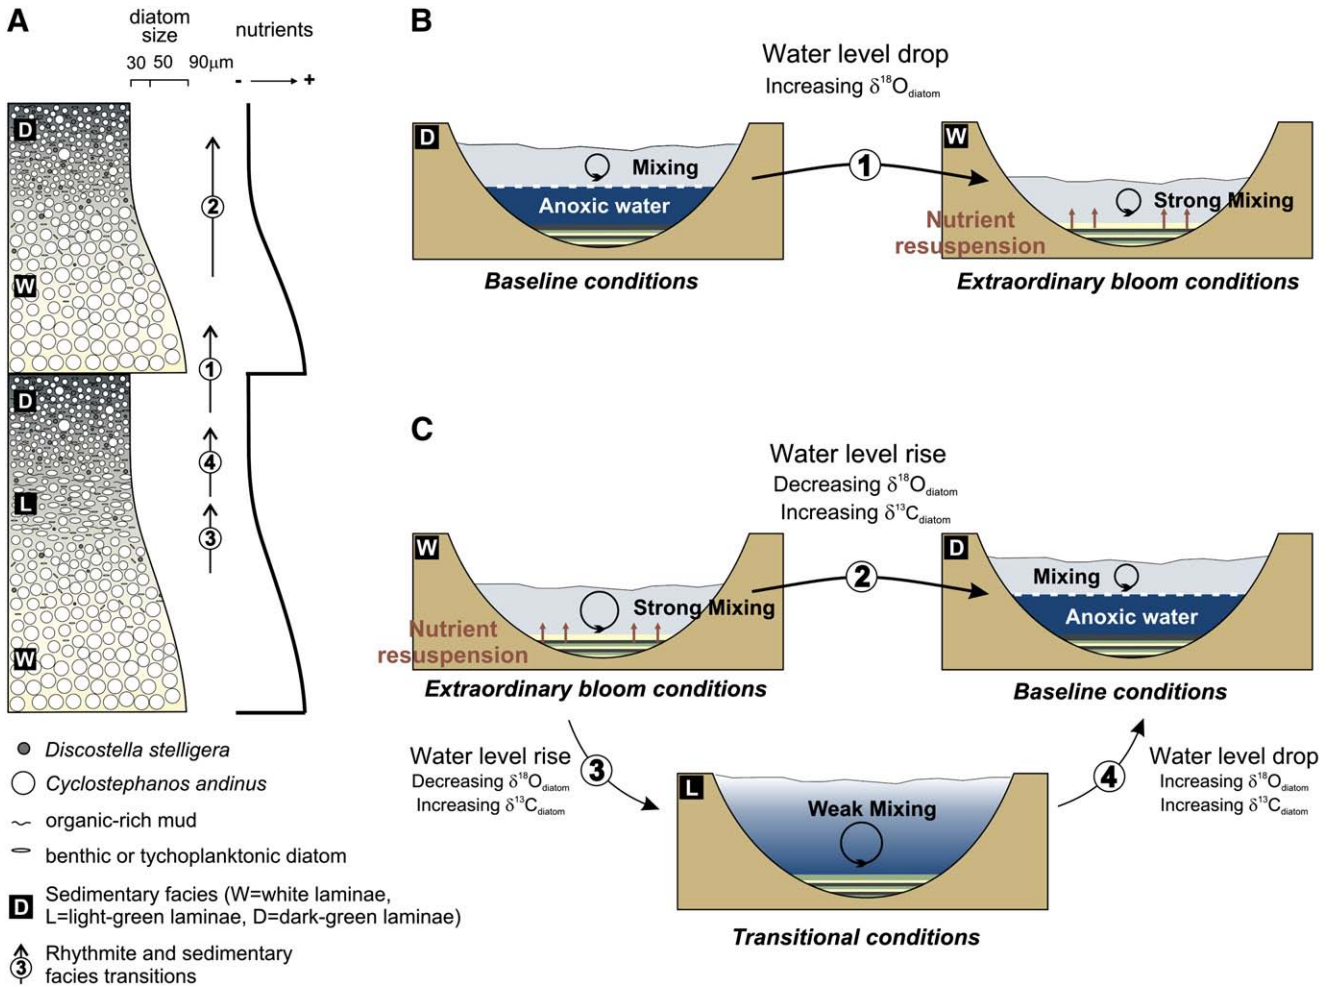 A
diatom
size
nutrients
30 50 90μm
- +
D
2
W
1
D
4
L
3
W
Discostella stelligera
Cyclostephanos andinus
organic-rich mud
benthic or tychoplanktonic diatom
D Sedimentary facies (W=white laminae,
L=light-green laminae, D=dark-green laminae)
3 Rhythmite and sedimentary
facies transitions
B
Water level drop
Increasing δ18Odiatom
D
Mixing
Anoxic water
Baseline conditions
1
W
Strong Mixing
Nutrient
resuspension
Extraordinary bloom conditions
C
Water level rise
Decreasing δ18Odiatom
Increasing δ13Cdiatom
W
Strong Mixing
Nutrient
resuspension
Extraordinary bloom conditions
2
D
Mixing
Anoxic water
Baseline conditions
Water level rise
Decreasing δ18Odiatom
Increasing δ13Cdiatom
3
L
Weak Mixing
Transitional conditions
4
Water level drop
Increasing δ18Odiatom
Increasing δ13Cdiatom